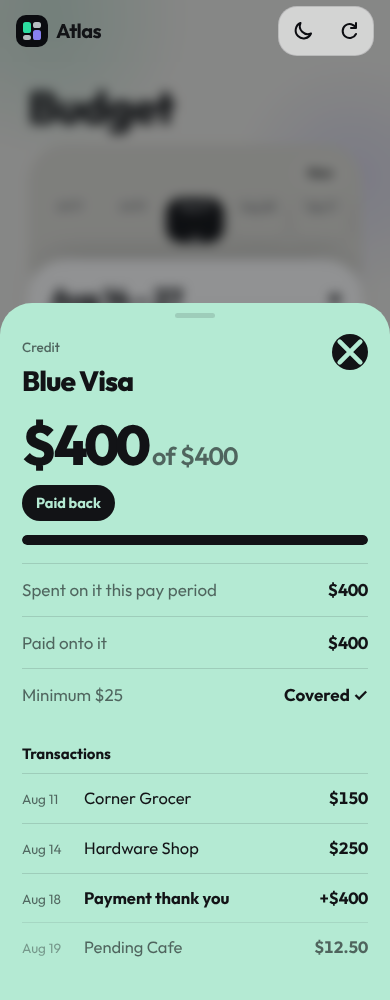 Atlas
Budget
Credit
Blue Visa
$400 of $400
Paid back
Spent on it this pay period $400
Paid onto it $400
Minimum $25 Covered ✓
Transactions
Aug 11 Corner Grocer $150
Aug 14 Hardware Shop $250
Aug 18 Payment thank you +$400
Aug 19 Pending Cafe $12.50